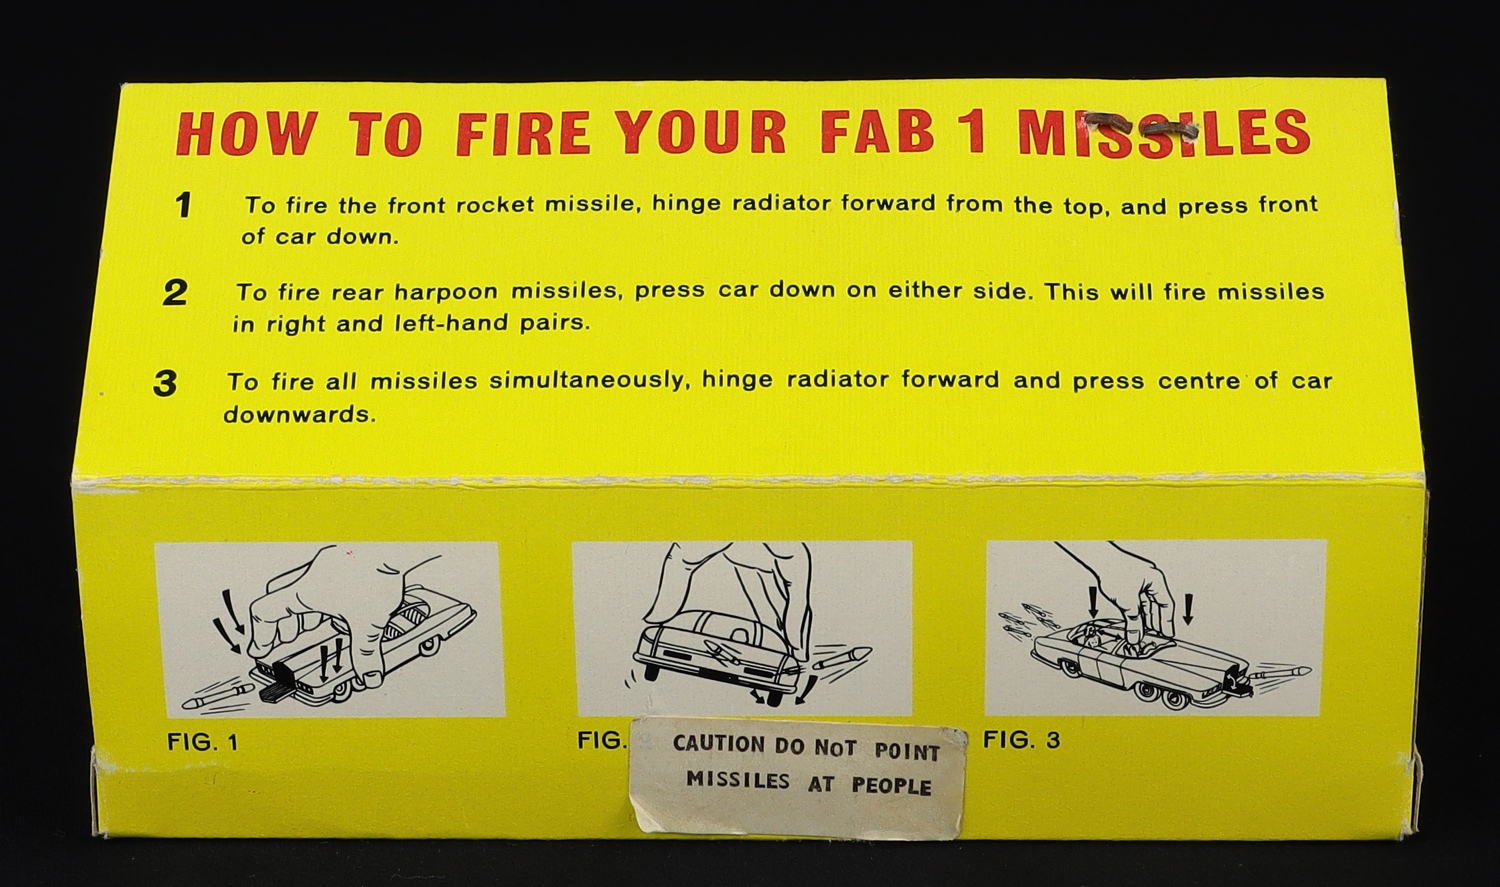 HOW TO FIRE YOUR FAB 1 MISSILES
1 To fire the front rocket missile, hinge radiator forward from the top, and press front
of car down.
2 To fire rear harpoon missiles, press car down on either side. This will fire missiles
in right and left-hand pairs.
3 To fire all missiles simultaneously, hinge radiator forward and press centre of car
downwards.
FIG. 1
FIG.
FIG. 3
CAUTION DO NOT POINT
MISSILES AT PEOPLE